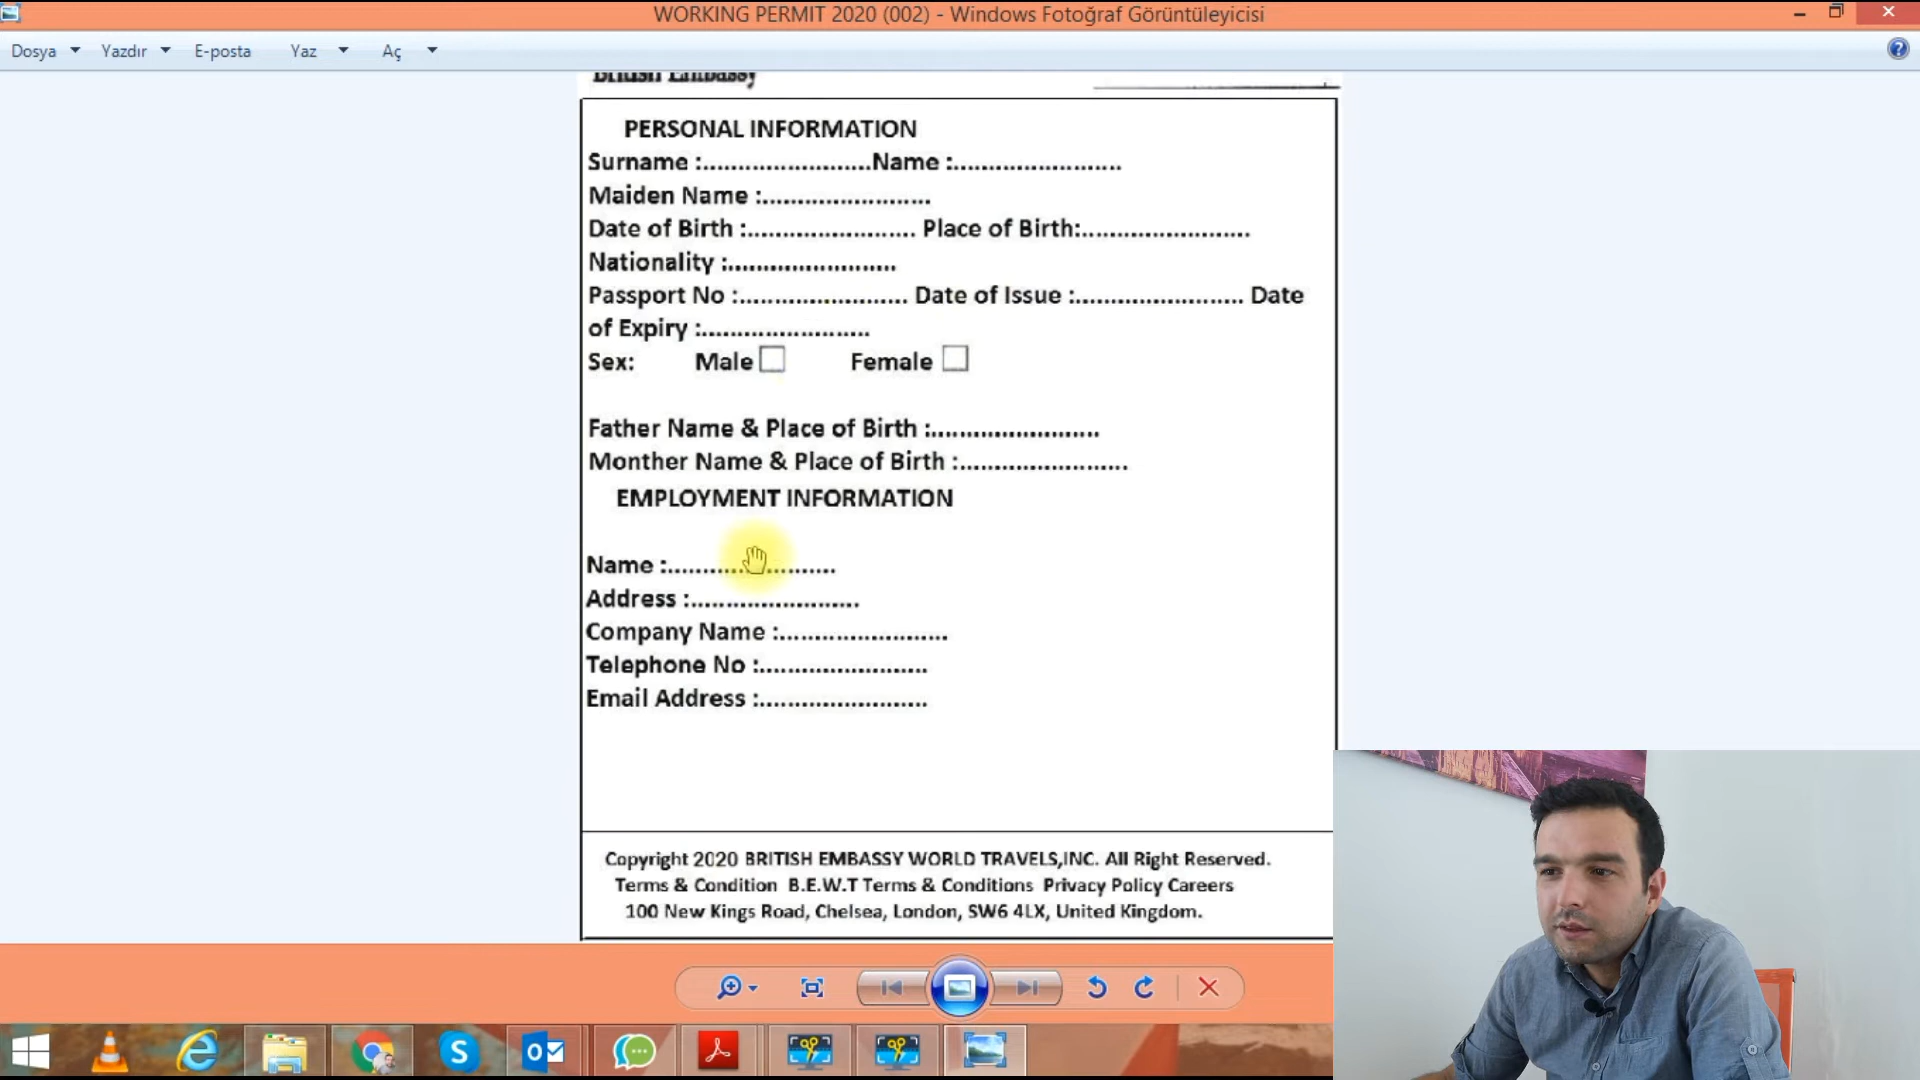 WORKING PERMIT 2020 (002) - Windows Fotoğraf Görüntüleyicisi
Dosya Yazdır E-posta Yaz Aç
British Embassy
PERSONAL INFORMATION
Surname :........................Name :........................
Maiden Name :........................
Date of Birth :........................ Place of Birth:........................
Nationality :........................
Passport No :........................ Date of Issue :........................ Date
of Expiry :........................
Sex: Male Female
Father Name & Place of Birth :........................
Monther Name & Place of Birth :........................
EMPLOYMENT INFORMATION
Name :........................
Address :........................
Company Name :........................
Telephone No :........................
Email Address :........................
Copyright 2020 BRITISH EMBASSY WORLD TRAVELS,INC. All Right Reserved.
Terms & Condition B.E.W.T Terms & Conditions Privacy Policy Careers
100 New Kings Road, Chelsea, London, SW6 4LX, United Kingdom.